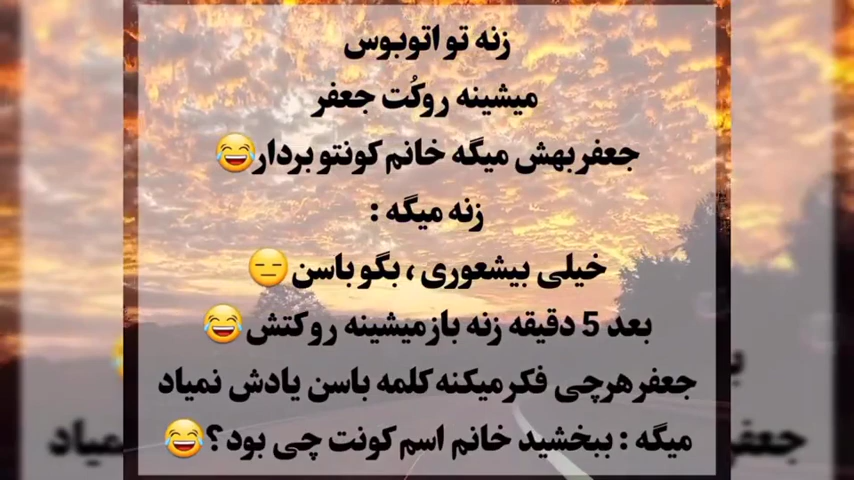 زنه تو اتوبوس
میشینه روکُت جعفر
جعفر بهش میگه خانم کونتو بردار😂
زنه میگه :
خیلی بیشعوری ، بگو باسن😑
بعد 5 دقیقه زنه باز میشینه روکتش😂
جعفر هرچی فکر میکنه کلمه باسن یادش نمیاد
میگه : ببخشید خانم اسم کونت چی بود ؟😂